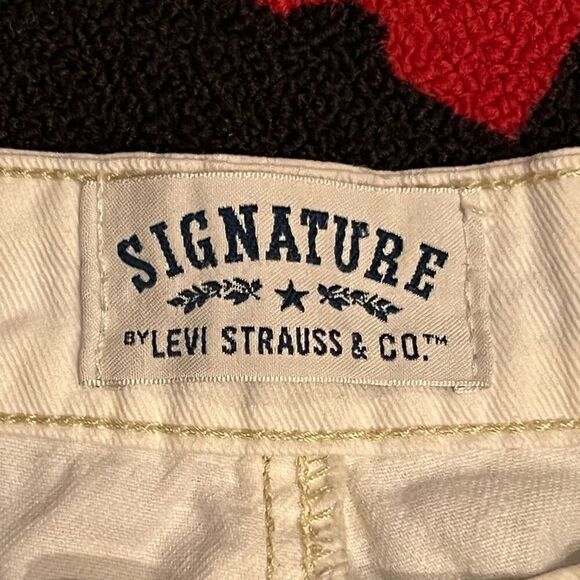 SIGNATURE
BY LEVI STRAUSS & CO.™